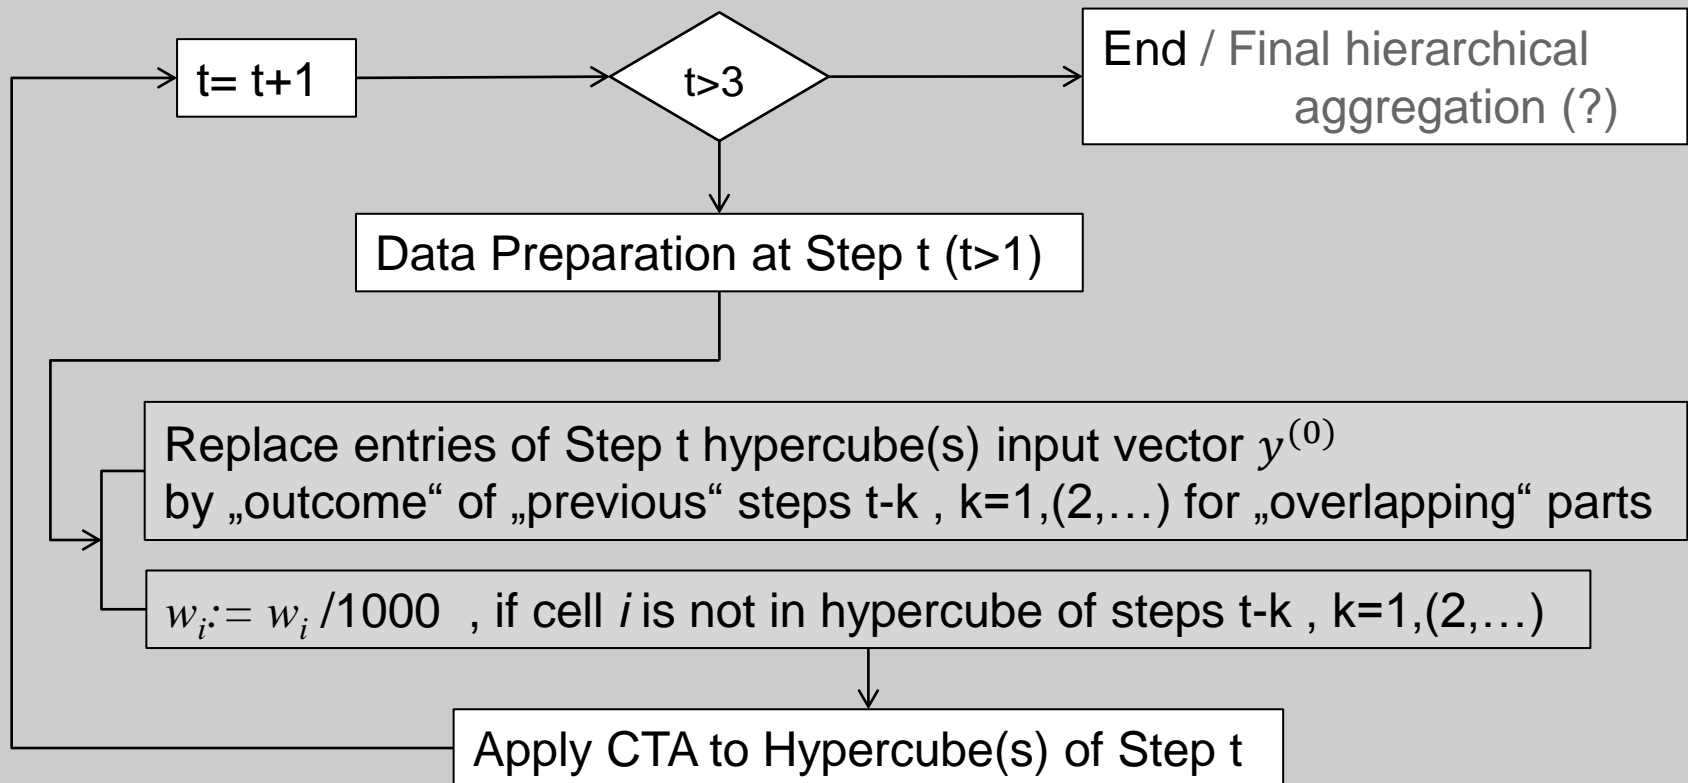 t= t+1
t>3
End / Final hierarchical
aggregation (?)
Data Preparation at Step t (t>1)
Replace entries of Step t hypercube(s) input vector y⁽⁰⁾
by „outcome“ of „previous“ steps t-k , k=1,(2,…) for „overlapping“ parts
wᵢ:= wᵢ /1000 , if cell i is not in hypercube of steps t-k , k=1,(2,…)
Apply CTA to Hypercube(s) of Step t